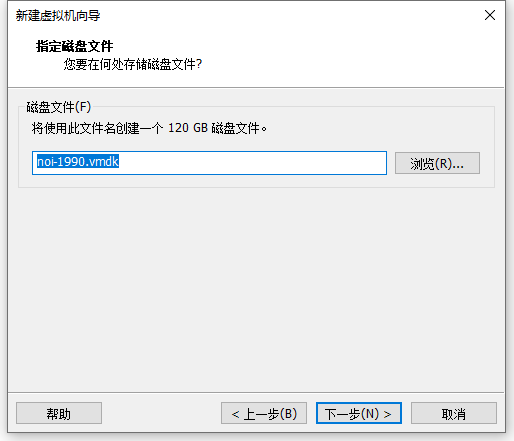 新建虚拟机向导
指定磁盘文件
您要在何处存储磁盘文件?
磁盘文件(F)
将使用此文件名创建一个 120 GB 磁盘文件。
noi-1990.vmdk
浏览(R)...
帮助
< 上一步(B)
下一步(N) >
取消